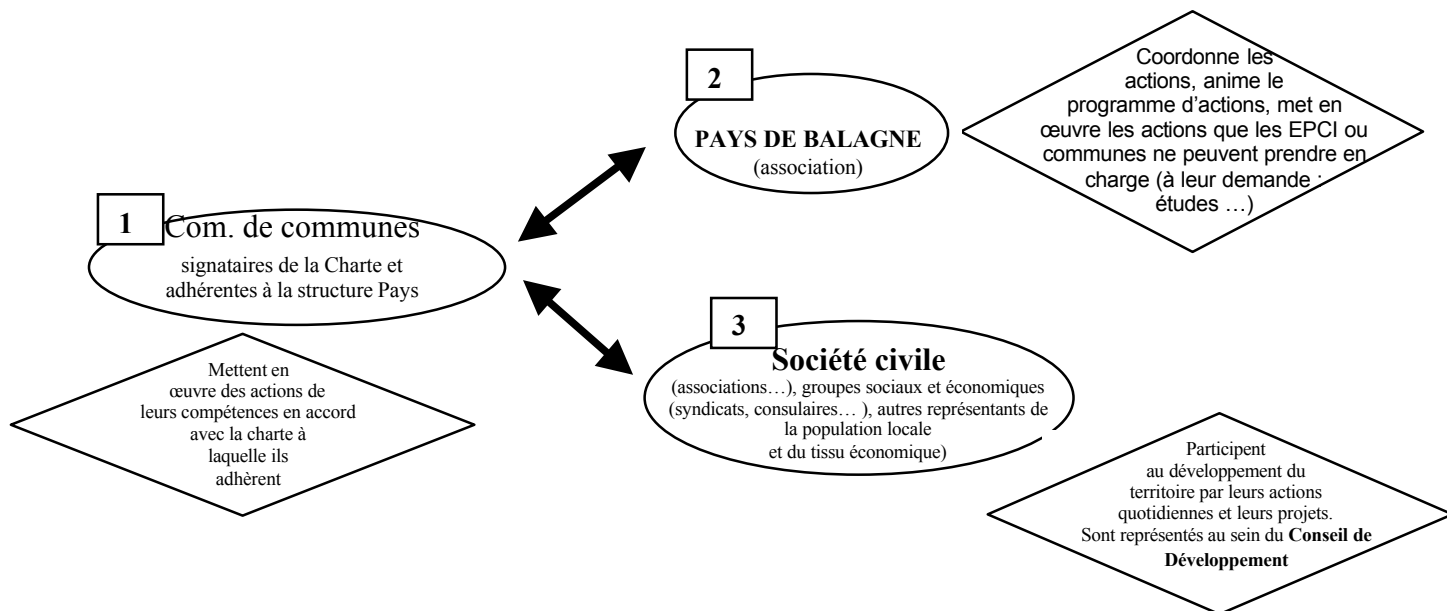 1
Com. de communes
signataires de la Charte et
adhérentes à la structure Pays
Mettent en
œuvre des actions de
leurs compétences en accord
avec la charte à
laquelle ils
adhèrent
2
PAYS DE BALAGNE
(association)
Coordonne les
actions, anime le
programme d’actions, met en
œuvre les actions que les EPCI ou
communes ne peuvent prendre en
charge (à leur demande :
études …)
3
Société civile
(associations…), groupes sociaux et économiques
(syndicats, consulaires… ), autres représentants de
la population locale
et du tissu économique)
Participent
au développement du
territoire par leurs actions
quotidiennes et leurs projets.
Sont représentés au sein du Conseil de
Développement